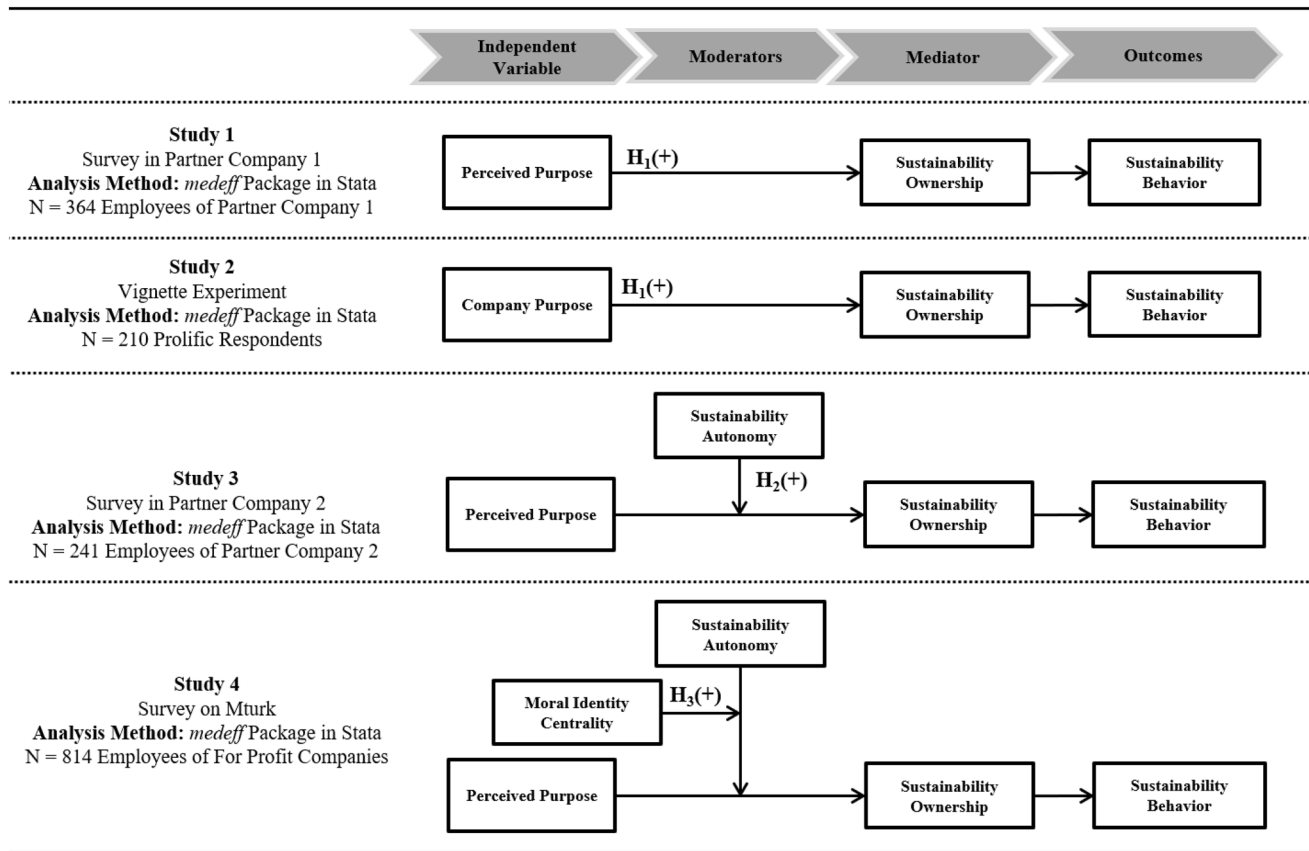 Independent
Variable
Moderators
Mediator
Outcomes
Study 1
Survey in Partner Company 1
Analysis Method: medeff Package in Stata
N = 364 Employees of Partner Company 1
Perceived Purpose
H1(+)
Sustainability
Ownership
Sustainability
Behavior
Study 2
Vignette Experiment
Analysis Method: medeff Package in Stata
N = 210 Prolific Respondents
Company Purpose
H1(+)
Sustainability
Ownership
Sustainability
Behavior
Study 3
Survey in Partner Company 2
Analysis Method: medeff Package in Stata
N = 241 Employees of Partner Company 2
Sustainability
Autonomy
H2(+)
Perceived Purpose
Sustainability
Ownership
Sustainability
Behavior
Study 4
Survey on Mturk
Analysis Method: medeff Package in Stata
N = 814 Employees of For Profit Companies
Sustainability
Autonomy
Moral Identity
Centrality
H3(+)
Perceived Purpose
Sustainability
Ownership
Sustainability
Behavior